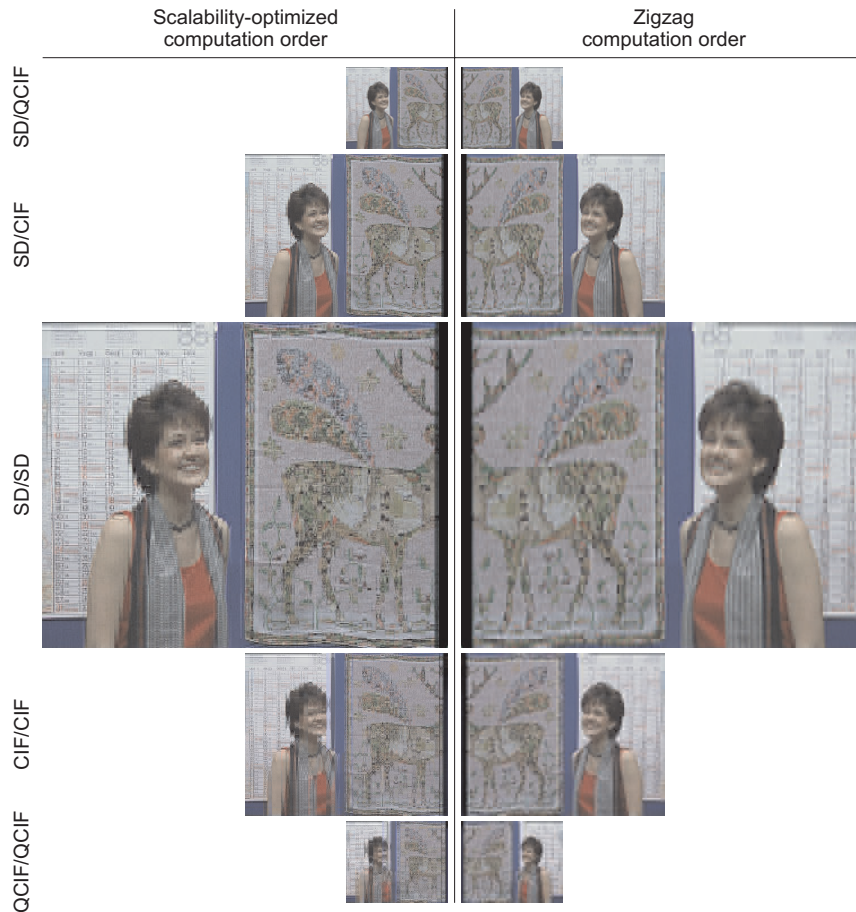 Scalability-optimized
computation order
Zigzag
computation order
SD/QCIF
SD/CIF
SD/SD
CIF/CIF
QCIF/QCIF